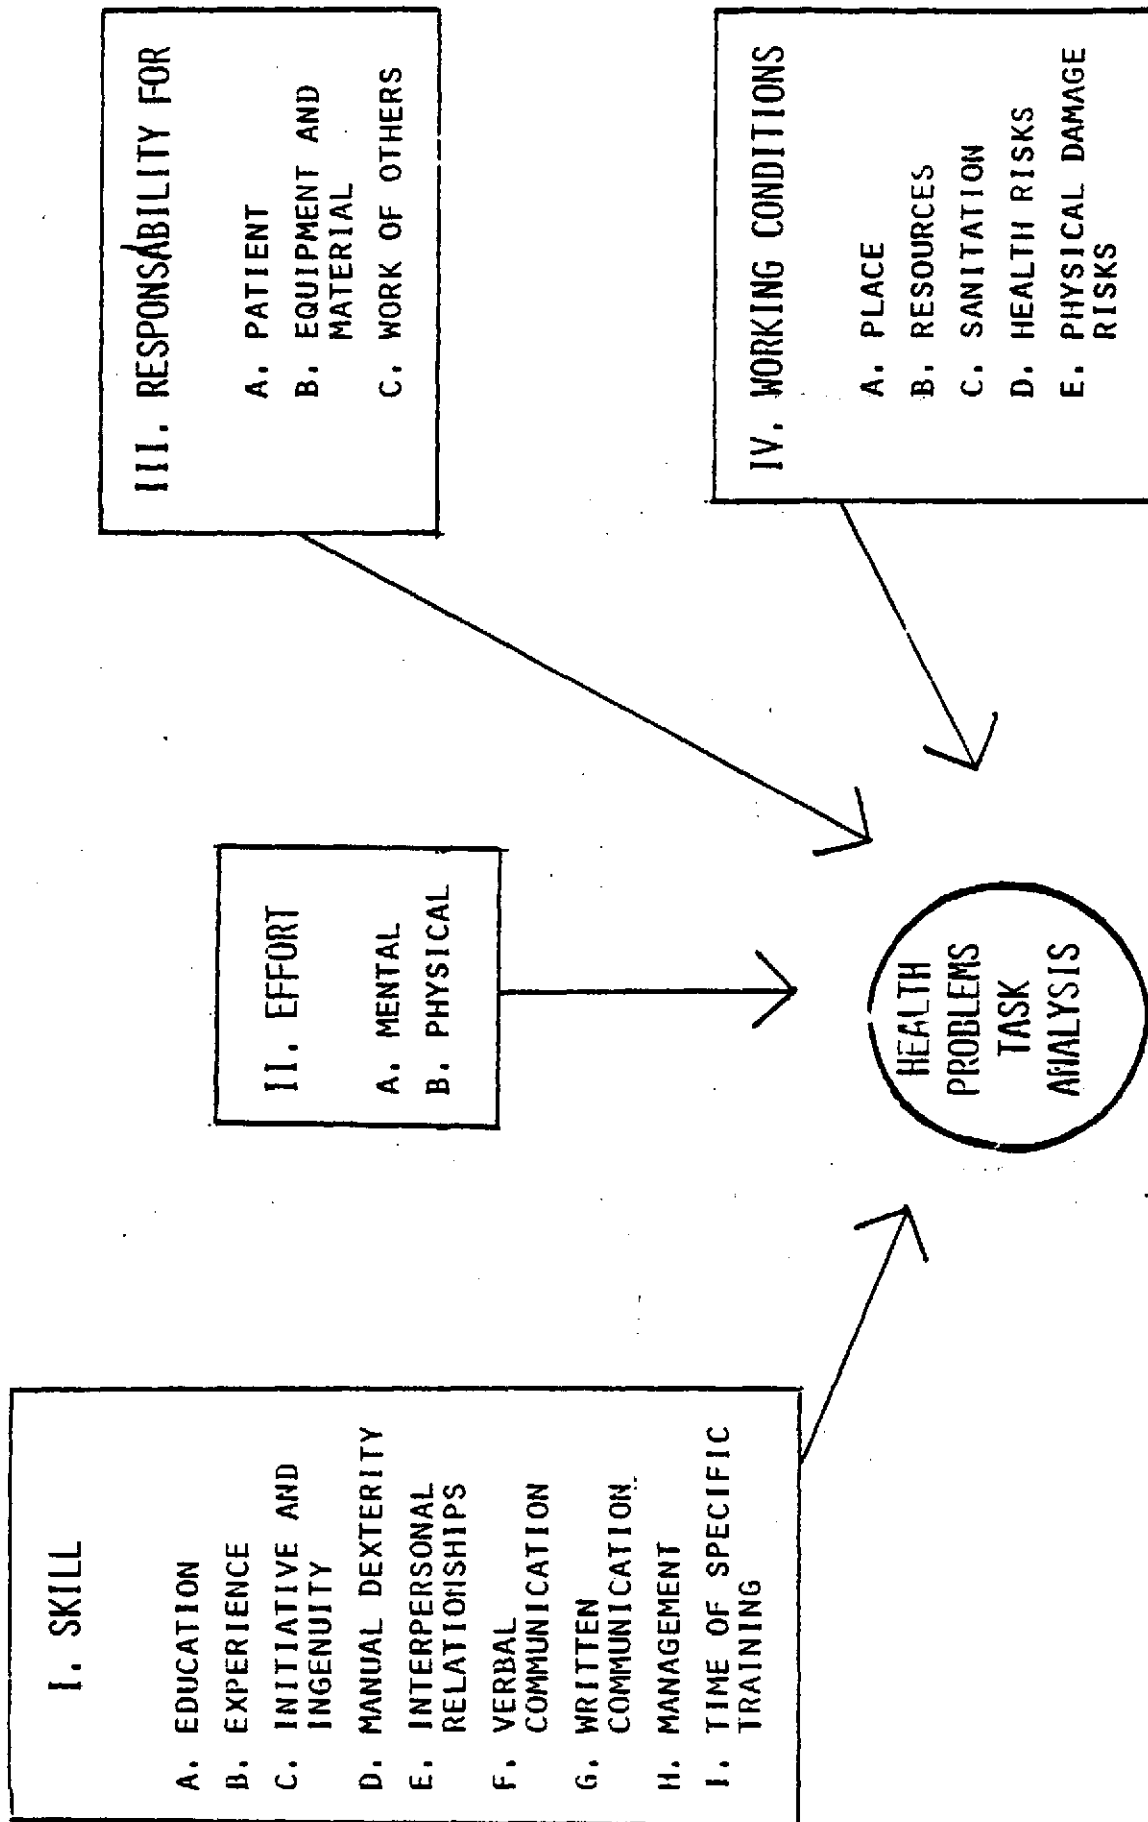 I. SKILL
A. EDUCATION
B. EXPERIENCE
C. INITIATIVE AND
INGENUITY
D. MANUAL DEXTERITY
E. INTERPERSONAL
RELATIONSHIPS
F. VERBAL
COMMUNICATION
G. WRITTEN
COMMUNICATION
H. MANAGEMENT
I. TIME OF SPECIFIC
TRAINING
II. EFFORT
A. MENTAL
B. PHYSICAL
III. RESPONSABILITY FOR
A. PATIENT
B. EQUIPMENT AND
MATERIAL
C. WORK OF OTHERS
IV. WORKING CONDITIONS
A. PLACE
B. RESOURCES
C. SANITATION
D. HEALTH RISKS
E. PHYSICAL DAMAGE
RISKS
HEALTH
PROBLEMS
TASK
ANALYSIS